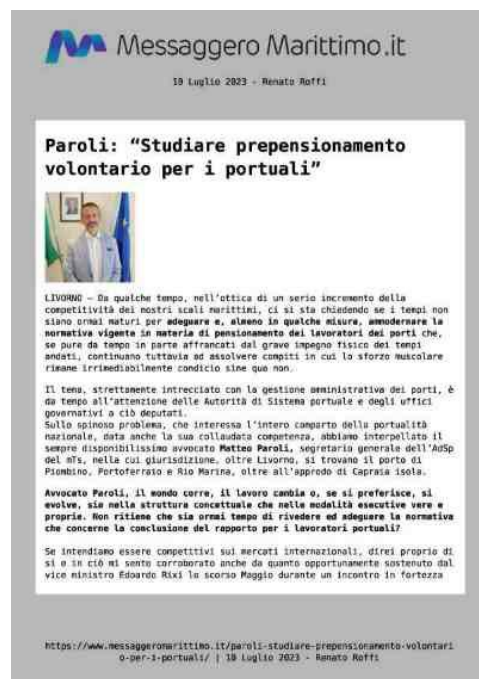 Messaggero Marittimo.it
10 Luglio 2023 - Renato Roffi
Paroli: “Studiare prepensionamento
volontario per i portuali”
LIVORNO – Da qualche tempo, nell’ottica di un serio incremento della
competitività dei nostri scali marittimi, ci si sta chiedendo se i tempi non
siano ormai maturi per adeguare e, almeno in qualche misura, ammodernare la
normativa vigente in materia di pensionamento dei lavoratori dei porti che,
se pure da tempo in parte affrancati dal grave impegno fisico dei tempi
andati, continuano tuttavia ad assolvere compiti in cui lo sforzo muscolare
rimane irrimediabilmente condicio sine qua non.
Il tema, strettamente intrecciato con la gestione amministrativa dei porti, è
da tempo all’attenzione delle Autorità di Sistema portuale e degli uffici
governativi a ciò deputati.
Sullo spinoso problema, che interessa l’intero comparto della portualità
nazionale, data anche la sua collaudata competenza, abbiamo interpellato il
sempre disponibilissimo avvocato Matteo Paroli, segretario generale dell’AdSp
del mTs, nella cui giurisdizione, oltre Livorno, si trovano il porto di
Piombino, Portoferraio e Rio Marina, oltre all’approdo di Capraia isola.
Avvocato Paroli, il mondo corre, il lavoro cambia o, se si preferisce, si
evolve, sia nella struttura concettuale che nelle modalità esecutive vere e
proprie. Non ritiene che sia ormai tempo di rivedere ed adeguare la normativa
che concerne la conclusione del rapporto per i lavoratori portuali?
Se intendiamo essere competitivi sui mercati internazionali, direi proprio di
si e in ciò mi sento corroborato anche da quanto opportunamente sostenuto dal
vice ministro Edoardo Rixi lo scorso Maggio durante un incontro in fortezza
https://www.messaggeromarittimo.it/paroli-studiare-prepensionamento-volontari
o-per-i-portuali/ | 10 Luglio 2023 - Renato Roffi